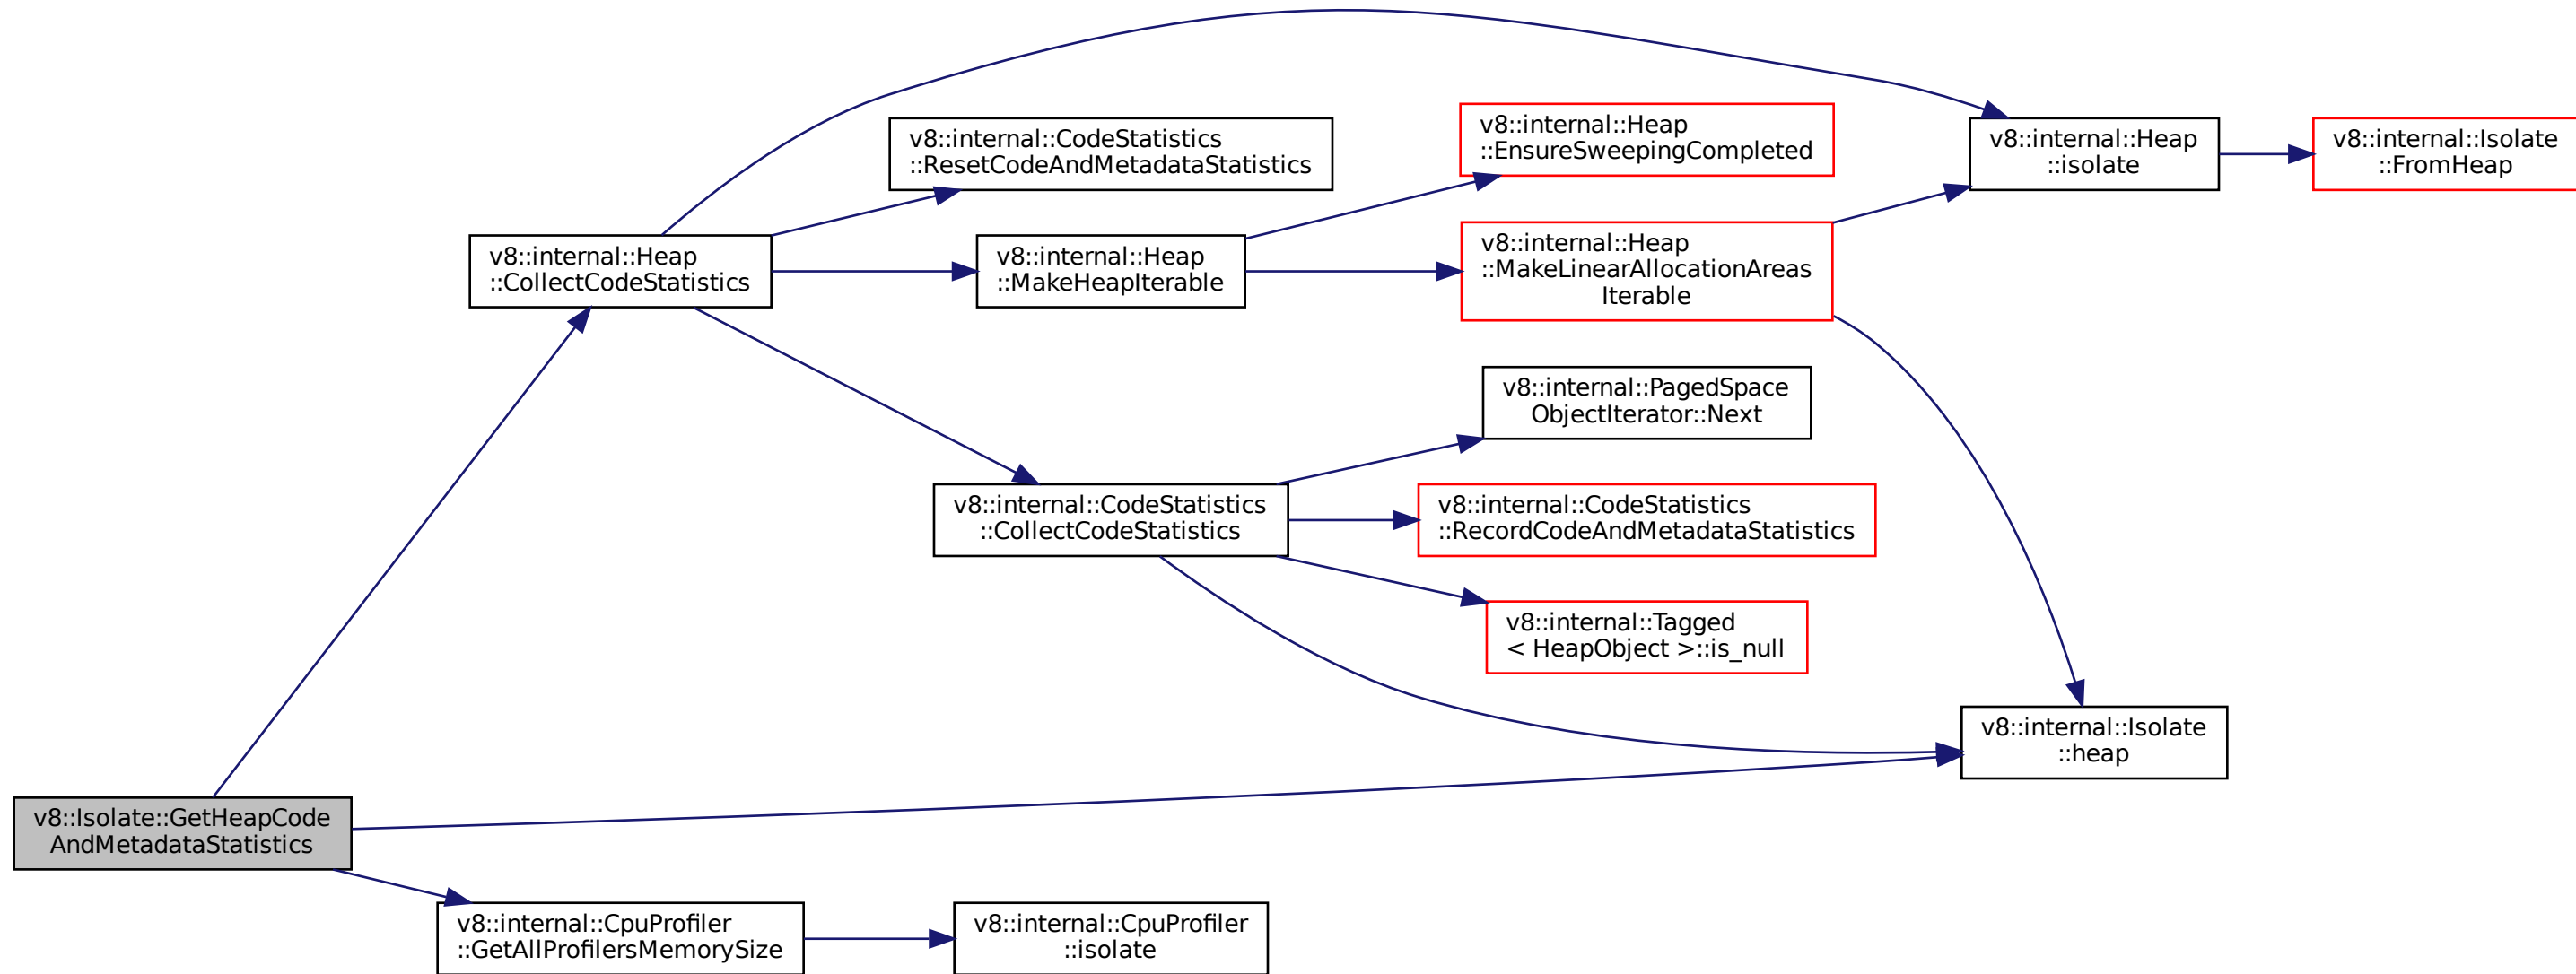 v8::internal::Heap
::EnsureSweepingCompleted
v8::internal::CodeStatistics
::ResetCodeAndMetadataStatistics
v8::internal::Heap
::isolate
v8::internal::Isolate
::FromHeap
v8::internal::Heap
::CollectCodeStatistics
v8::internal::Heap
::MakeHeapIterable
v8::internal::Heap
::MakeLinearAllocationAreas
Iterable
v8::internal::PagedSpace
ObjectIterator::Next
v8::internal::CodeStatistics
::CollectCodeStatistics
v8::internal::CodeStatistics
::RecordCodeAndMetadataStatistics
v8::internal::Tagged
< HeapObject >::is_null
v8::internal::Isolate
::heap
v8::Isolate::GetHeapCode
AndMetadataStatistics
v8::internal::CpuProfiler
::GetAllProfilersMemorySize
v8::internal::CpuProfiler
::isolate